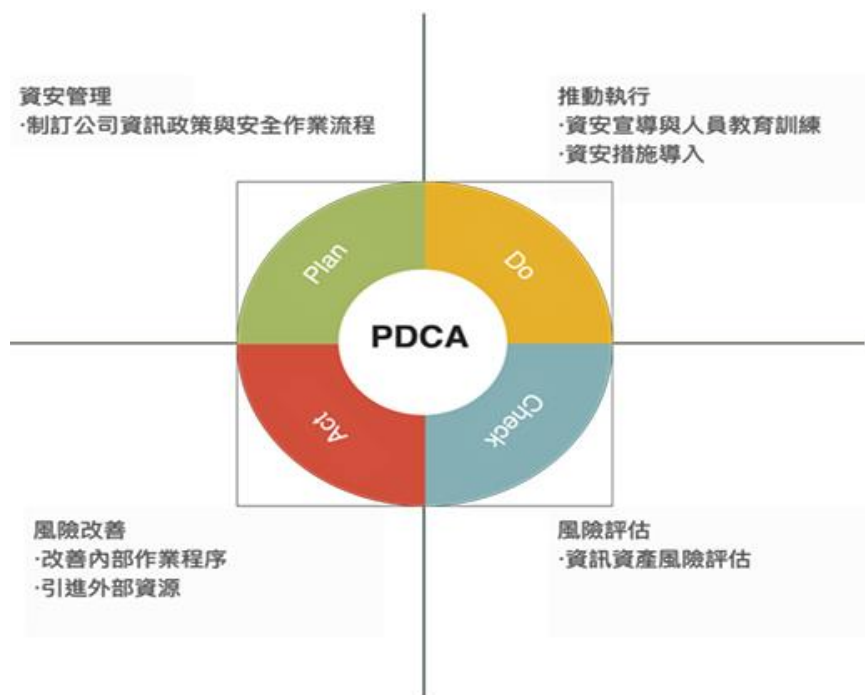 資安管理
·制訂公司資訊政策與安全作業流程
推動執行
·資安宣導與人員教育訓練
·資安措施導入
Plan
Do
PDCA
Act
Check
風險改善
·改善內部作業程序
·引進外部資源
風險評估
·資訊資產風險評估